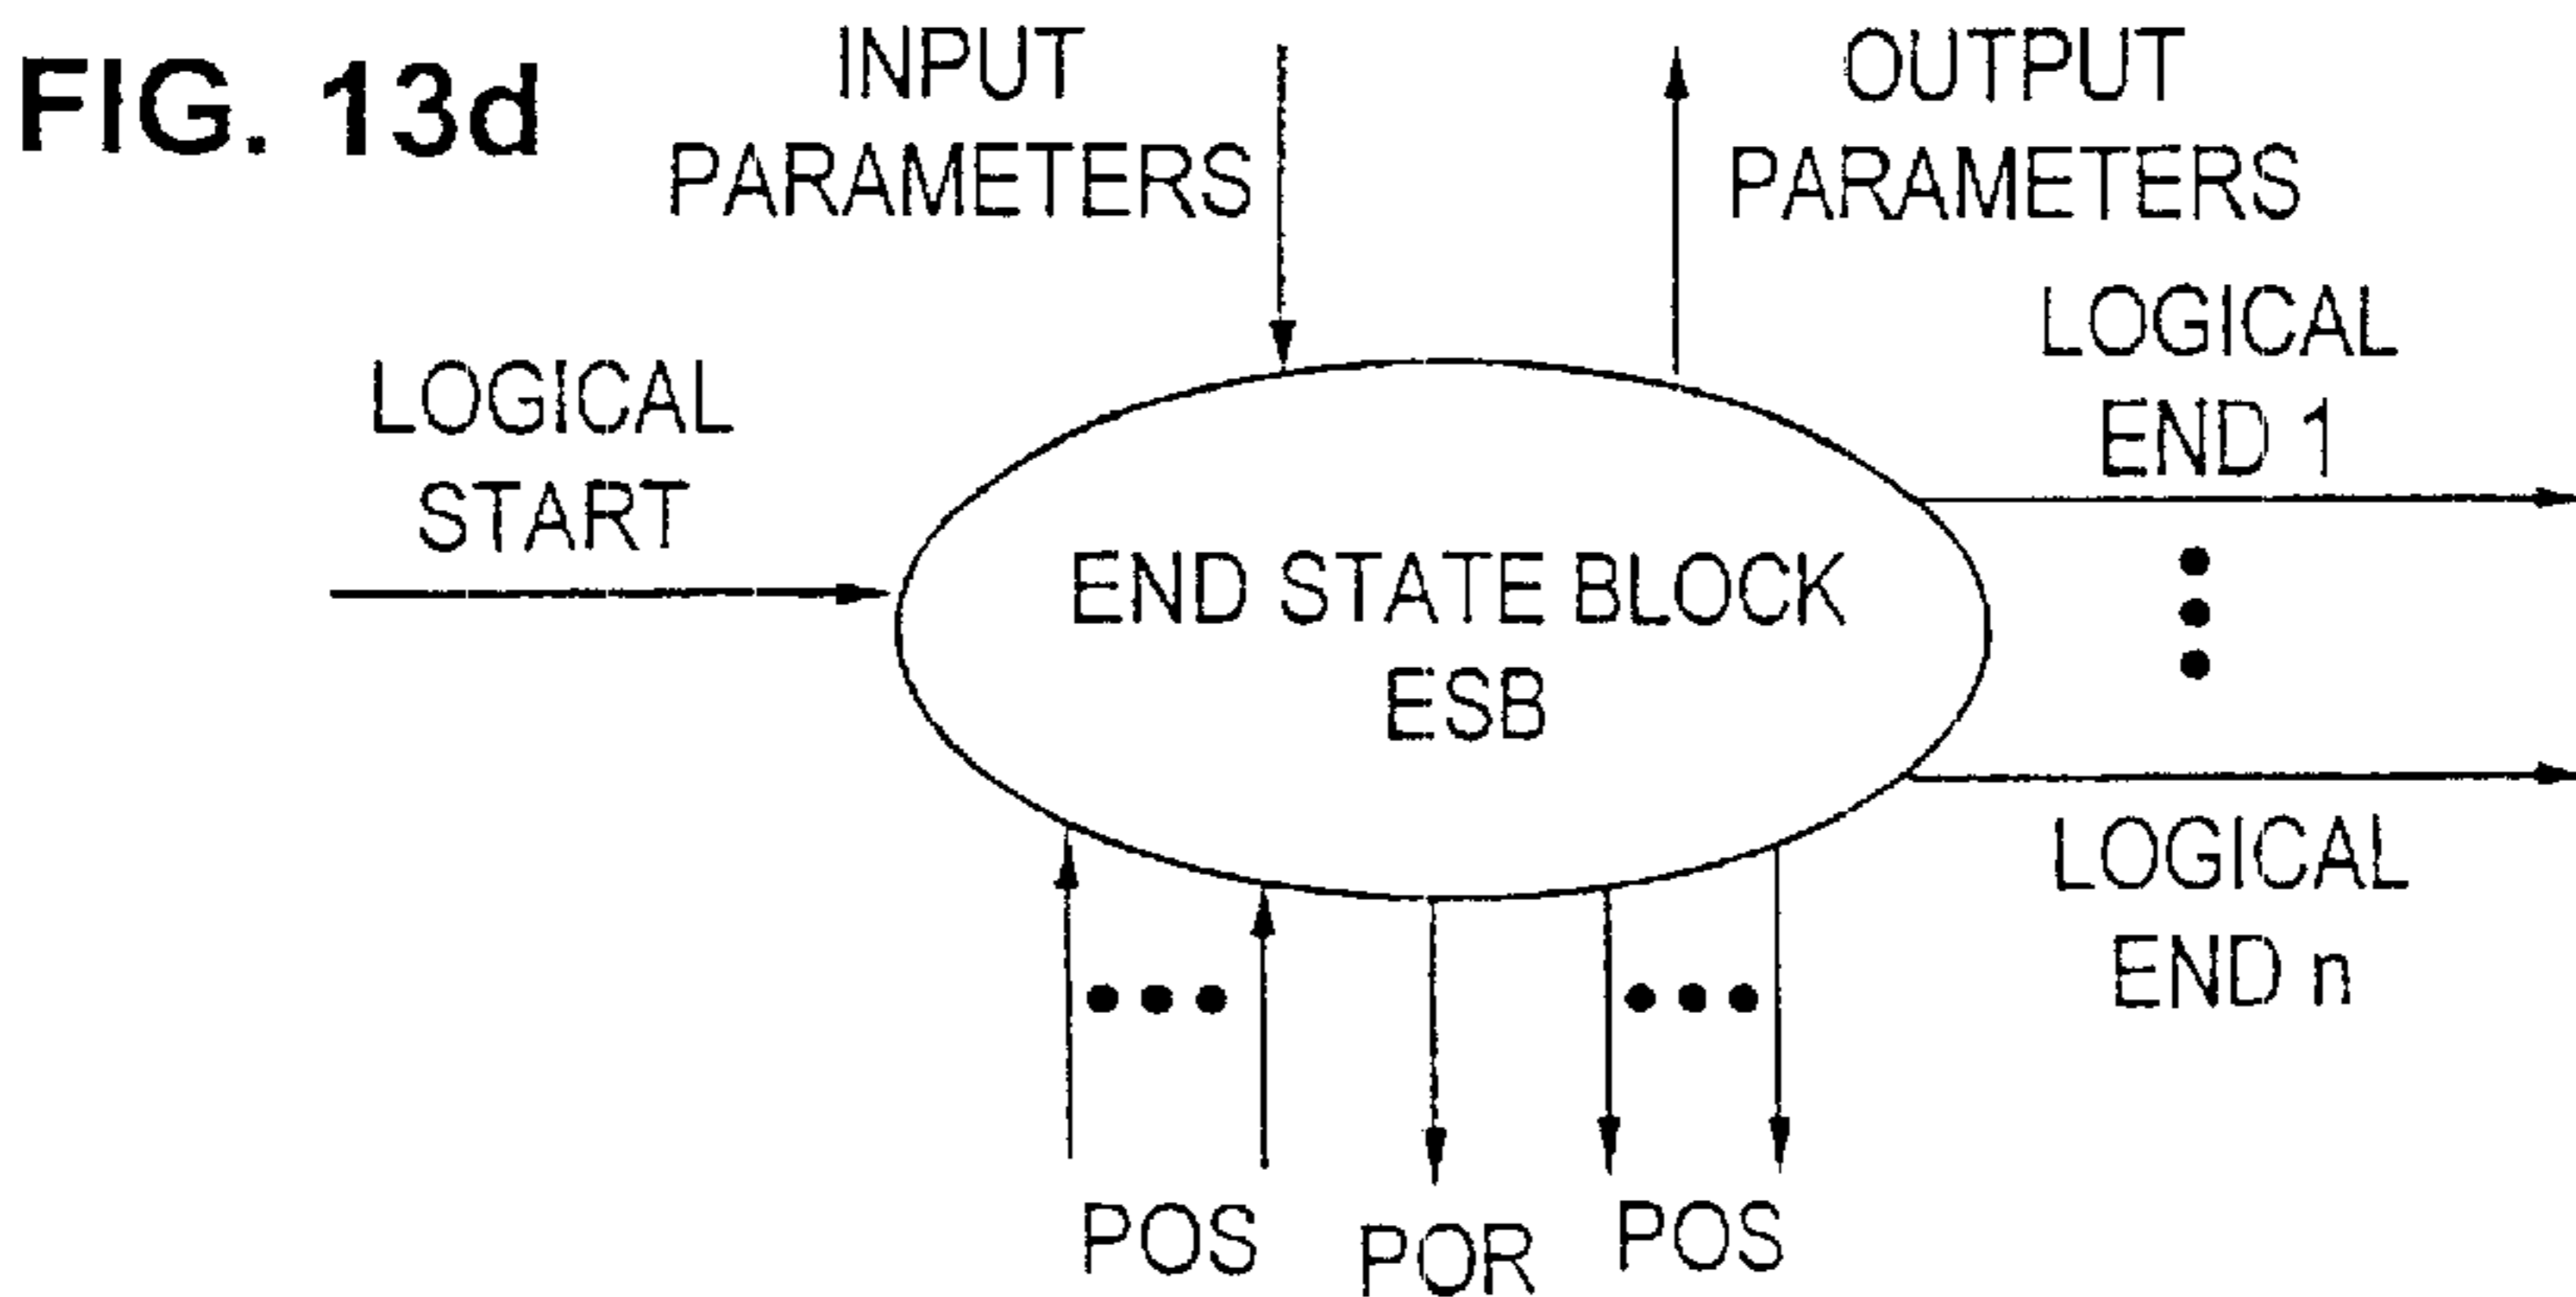 FIG. 13d
INPUT
PARAMETERS
OUTPUT
PARAMETERS
LOGICAL
START
LOGICAL
END 1
END STATE BLOCK
ESB
LOGICAL
END n
POS
POR
POS